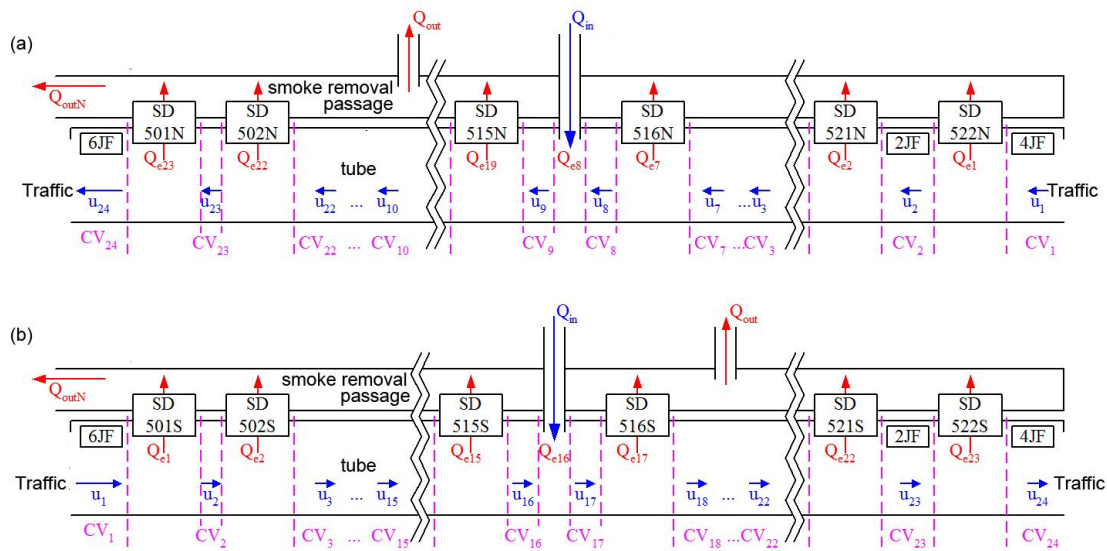 (a)
Q_out Q_in
Q_outN
smoke removal
passage
SD SD SD SD SD SD
501N 502N 515N 516N 521N 522N
6JF 2JF 4JF
Q_e23 Q_e22 Q_e19 Q_e8 Q_e7 Q_e2 Q_e1
tube
Traffic Traffic
u_24 u_23 u_22 ... u_10 u_9 u_8 u_7 ...u_3 u_2 u_1
CV_24 CV_23 CV_22 ... CV_10 CV_9 CV_8 CV_7 ...CV_3 CV_2 CV_1
(b)
Q_in Q_out
Q_outN
smoke removal
passage
SD SD SD SD SD SD
501S 502S 515S 516S 521S 522S
6JF 2JF 4JF
Q_e1 Q_e2 Q_e15 Q_e16 Q_e17 Q_e22 Q_e23
tube
Traffic Traffic
u_1 u_2 u_3 ... u_15 u_16 u_17 u_18 ... u_22 u_23 u_24
CV_1 CV_2 CV_3 ... CV_15 CV_16 CV_17 CV_18 ...CV_22 CV_23 CV_24